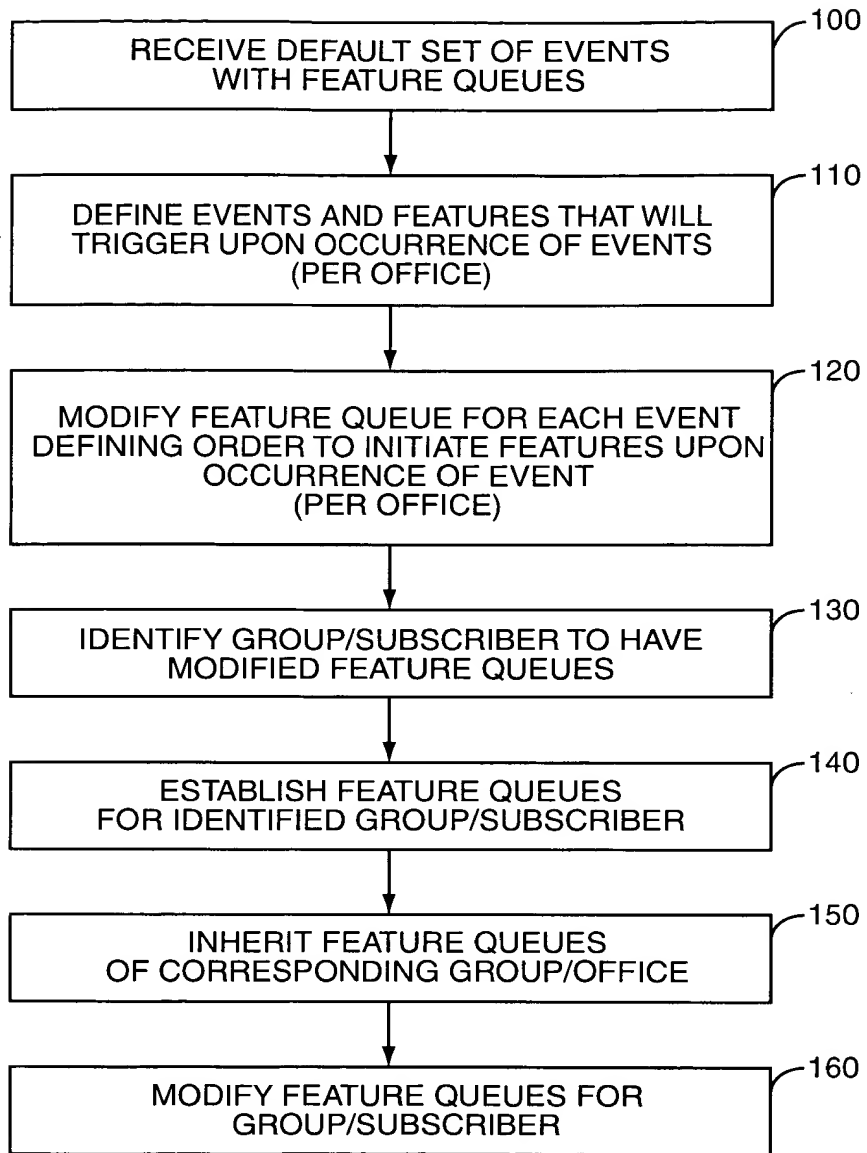 100
RECEIVE DEFAULT SET OF EVENTS
WITH FEATURE QUEUES
110
DEFINE EVENTS AND FEATURES THAT WILL
TRIGGER UPON OCCURRENCE OF EVENTS
(PER OFFICE)
120
MODIFY FEATURE QUEUE FOR EACH EVENT
DEFINING ORDER TO INITIATE FEATURES UPON
OCCURRENCE OF EVENT
(PER OFFICE)
130
IDENTIFY GROUP/SUBSCRIBER TO HAVE
MODIFIED FEATURE QUEUES
140
ESTABLISH FEATURE QUEUES
FOR IDENTIFIED GROUP/SUBSCRIBER
150
INHERIT FEATURE QUEUES
OF CORRESPONDING GROUP/OFFICE
160
MODIFY FEATURE QUEUES FOR
GROUP/SUBSCRIBER